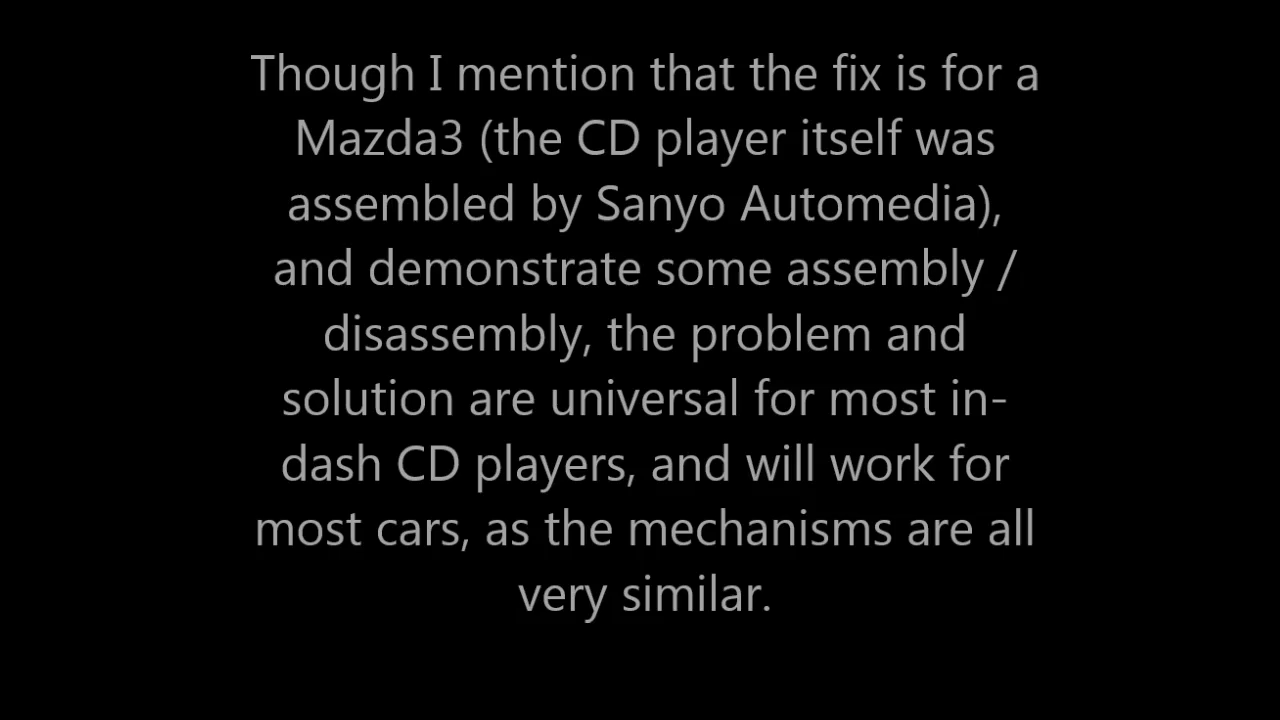 Though I mention that the fix is for a
Mazda3 (the CD player itself was
assembled by Sanyo Automedia),
and demonstrate some assembly /
disassembly, the problem and
solution are universal for most in-
dash CD players, and will work for
most cars, as the mechanisms are all
very similar.